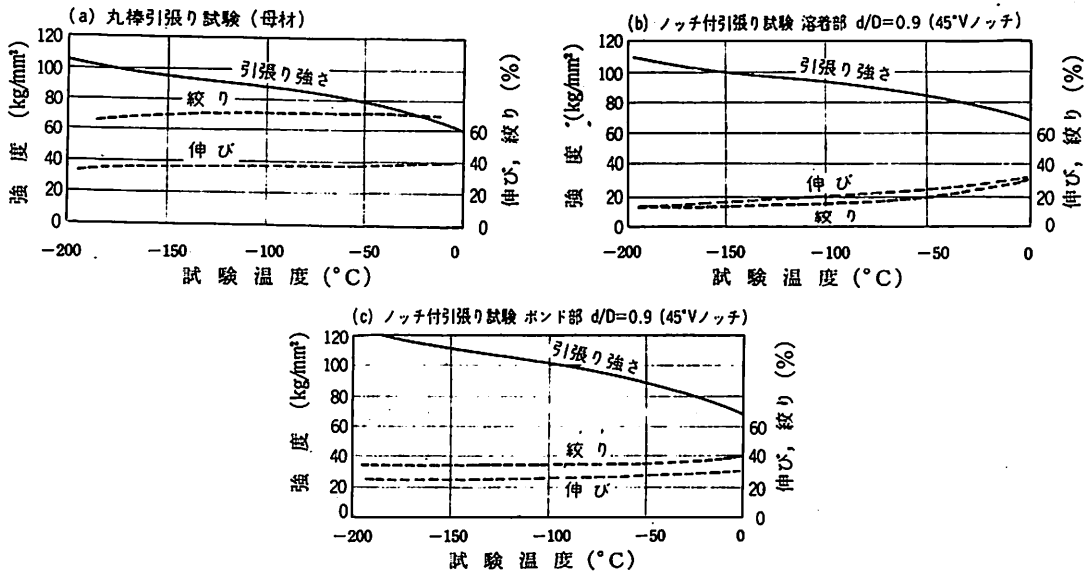 (a) 丸棒引張り試験 (母材)
強度 (kg/mm²)
120
100
80
60
40
20
0
引張り強さ
絞り
伸び
伸び, 絞り (%)
60
40
20
0
-200 -150 -100 -50 0
試験温度 (°C)
(b) ノッチ付引張り試験 溶着部 d/D=0.9 (45°Vノッチ)
強度 (kg/mm²)
120
100
80
60
40
20
0
引張り強さ
伸び
絞り
伸び, 絞り (%)
60
40
20
0
-200 -150 -100 -50 0
試験温度 (°C)
(c) ノッチ付引張り試験 ボンド部 d/D=0.9 (45°Vノッチ)
強度 (kg/mm²)
120
100
80
60
40
20
0
引張り強さ
絞り
伸び
伸び, 絞り (%)
60
40
20
0
-200 -150 -100 -50 0
試験温度 (°C)